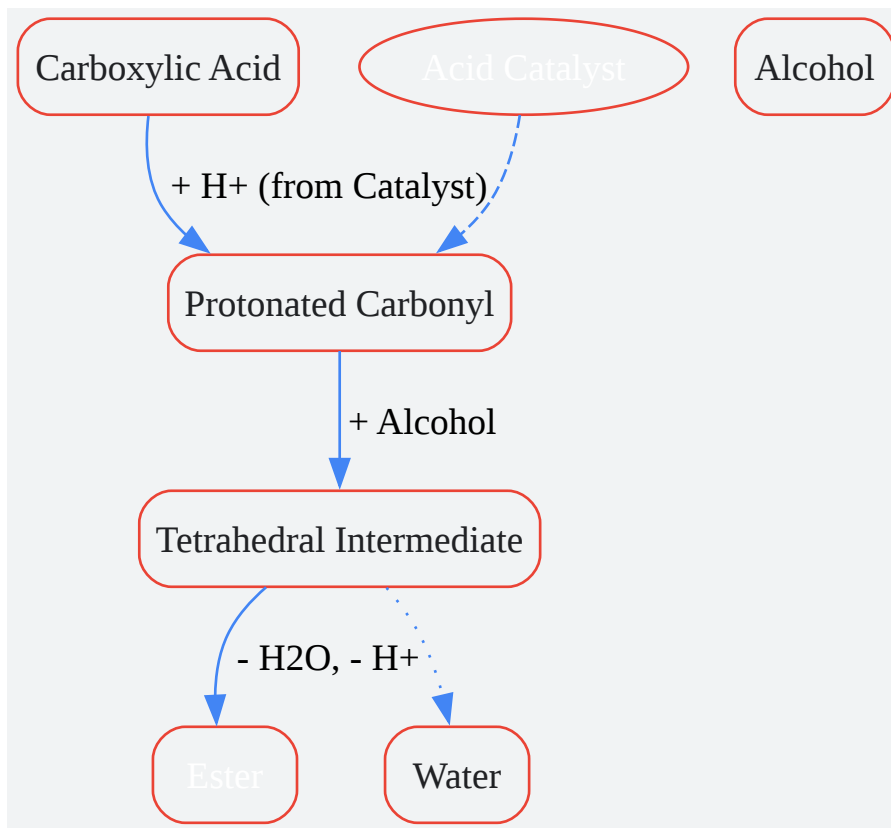 Carboxylic Acid
Acid Catalyst
Alcohol
+ H+ (from Catalyst)
Protonated Carbonyl
+ Alcohol
Tetrahedral Intermediate
- H2O, - H+
Ester
Water